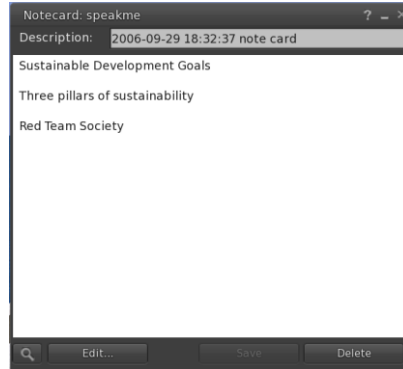 Notecard: speakme
Description: 2006-09-29 18:32:37 note card
Sustainable Development Goals
Three pillars of sustainability
Red Team Society
Edit... Save Delete